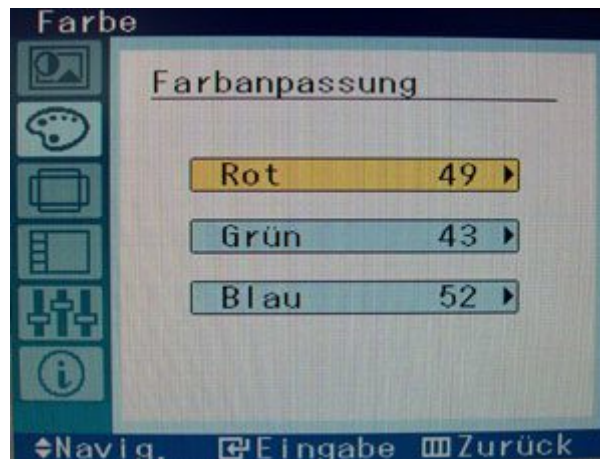 Farbe
Farbanpassung
Rot 49
Grün 43
Blau 52
Navig. Eingabe Zurück